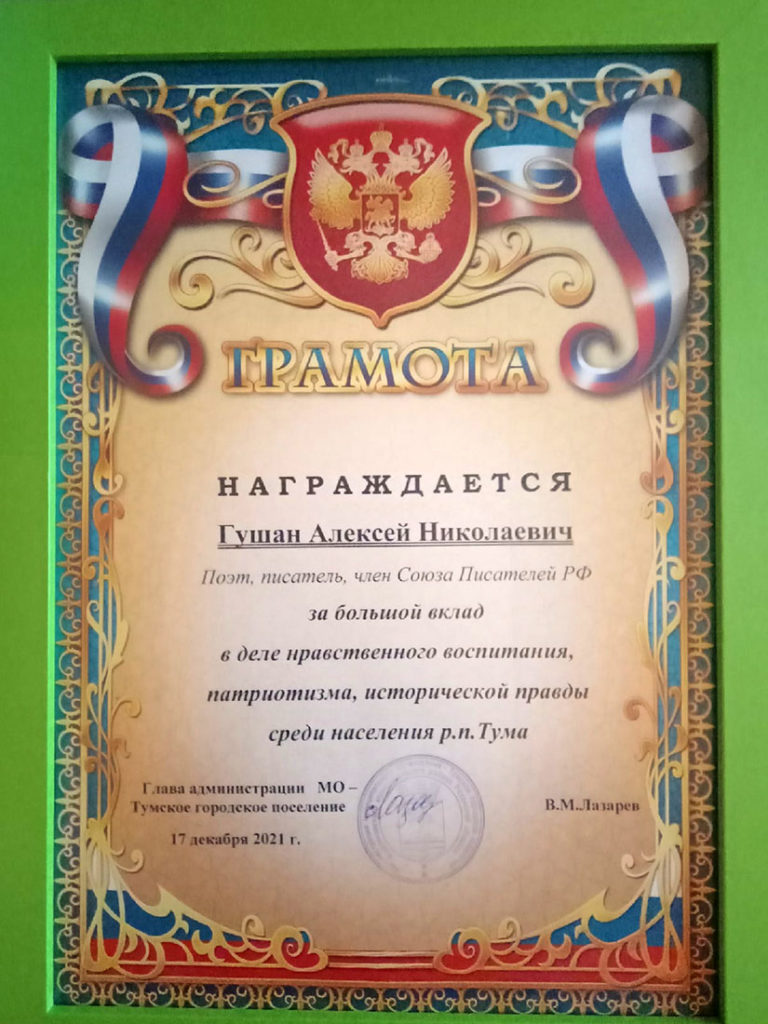 ГРАМОТА
НАГРАЖДАЕТСЯ
Гушан Алексей Николаевич
Поэт, писатель, член Союза Писателей РФ
за большой вклад
в деле нравственного воспитания,
патриотизма, исторической правды
среди населения р.п.Тума
Глава администрации МО –
Тумское городское поселение
В.М.Лазарев
17 декабря 2021 г.